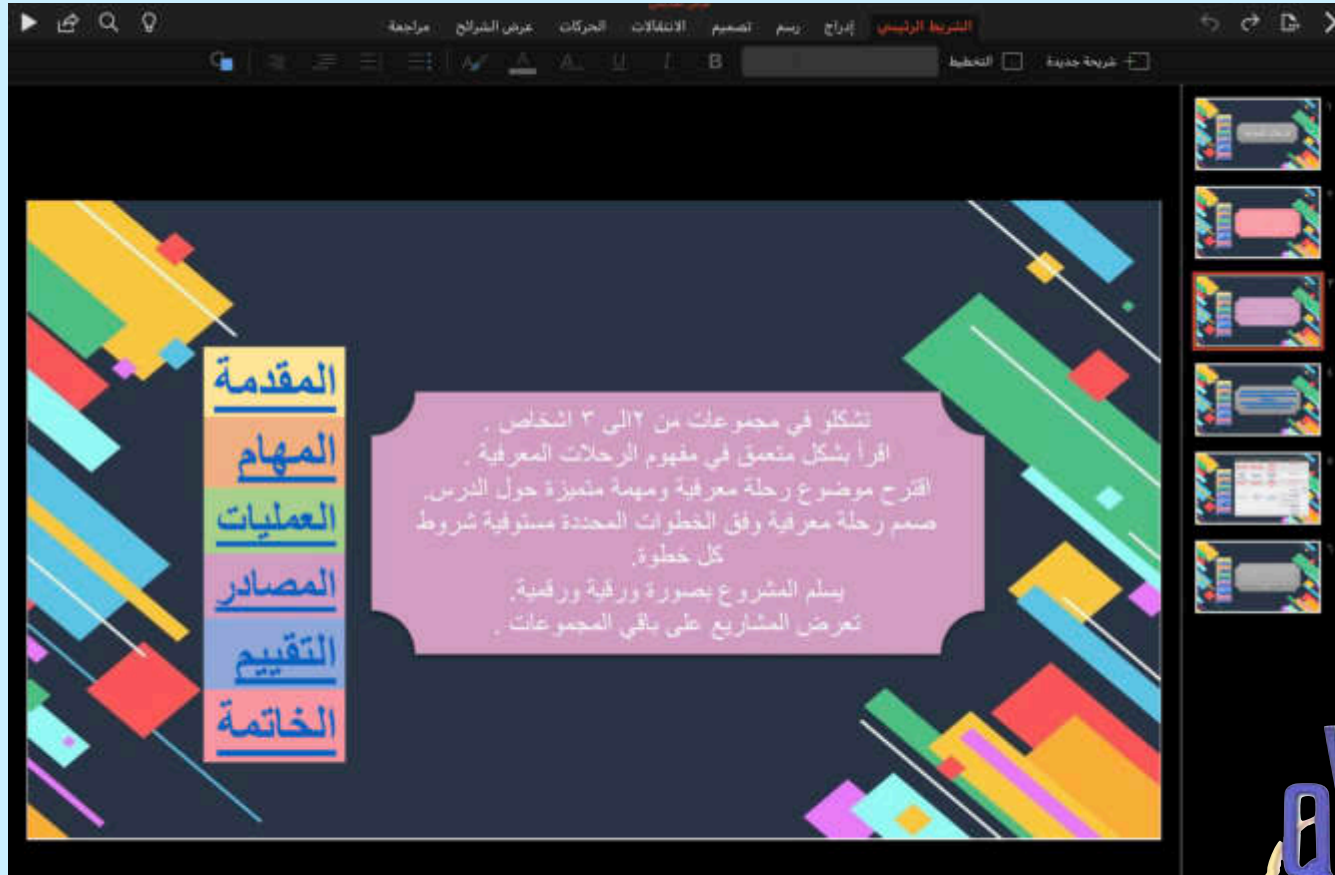 الشريط الرئيسي إدراج رسم تصميم الانتقالات الحركات عرض الشرائح مراجعة
شريحة جديدة التخطيط B I U A A
المقدمة
المهام
العمليات
المصادر
التقييم
الخاتمة
تشكلو في مجموعات من ٢الى ٣ اشخاص .
اقرأ بشكل متعمق في مفهوم الرحلات المعرفية .
اقترح موضوع رحلة معرفية ومهمة متميزة حول الدرس.
صمم رحلة معرفية وفق الخطوات المحددة مستوفية شروط
كل خطوة.
يسلم المشروع بصورة ورقية ورقمية.
تعرض المشاريع على باقي المجموعات .